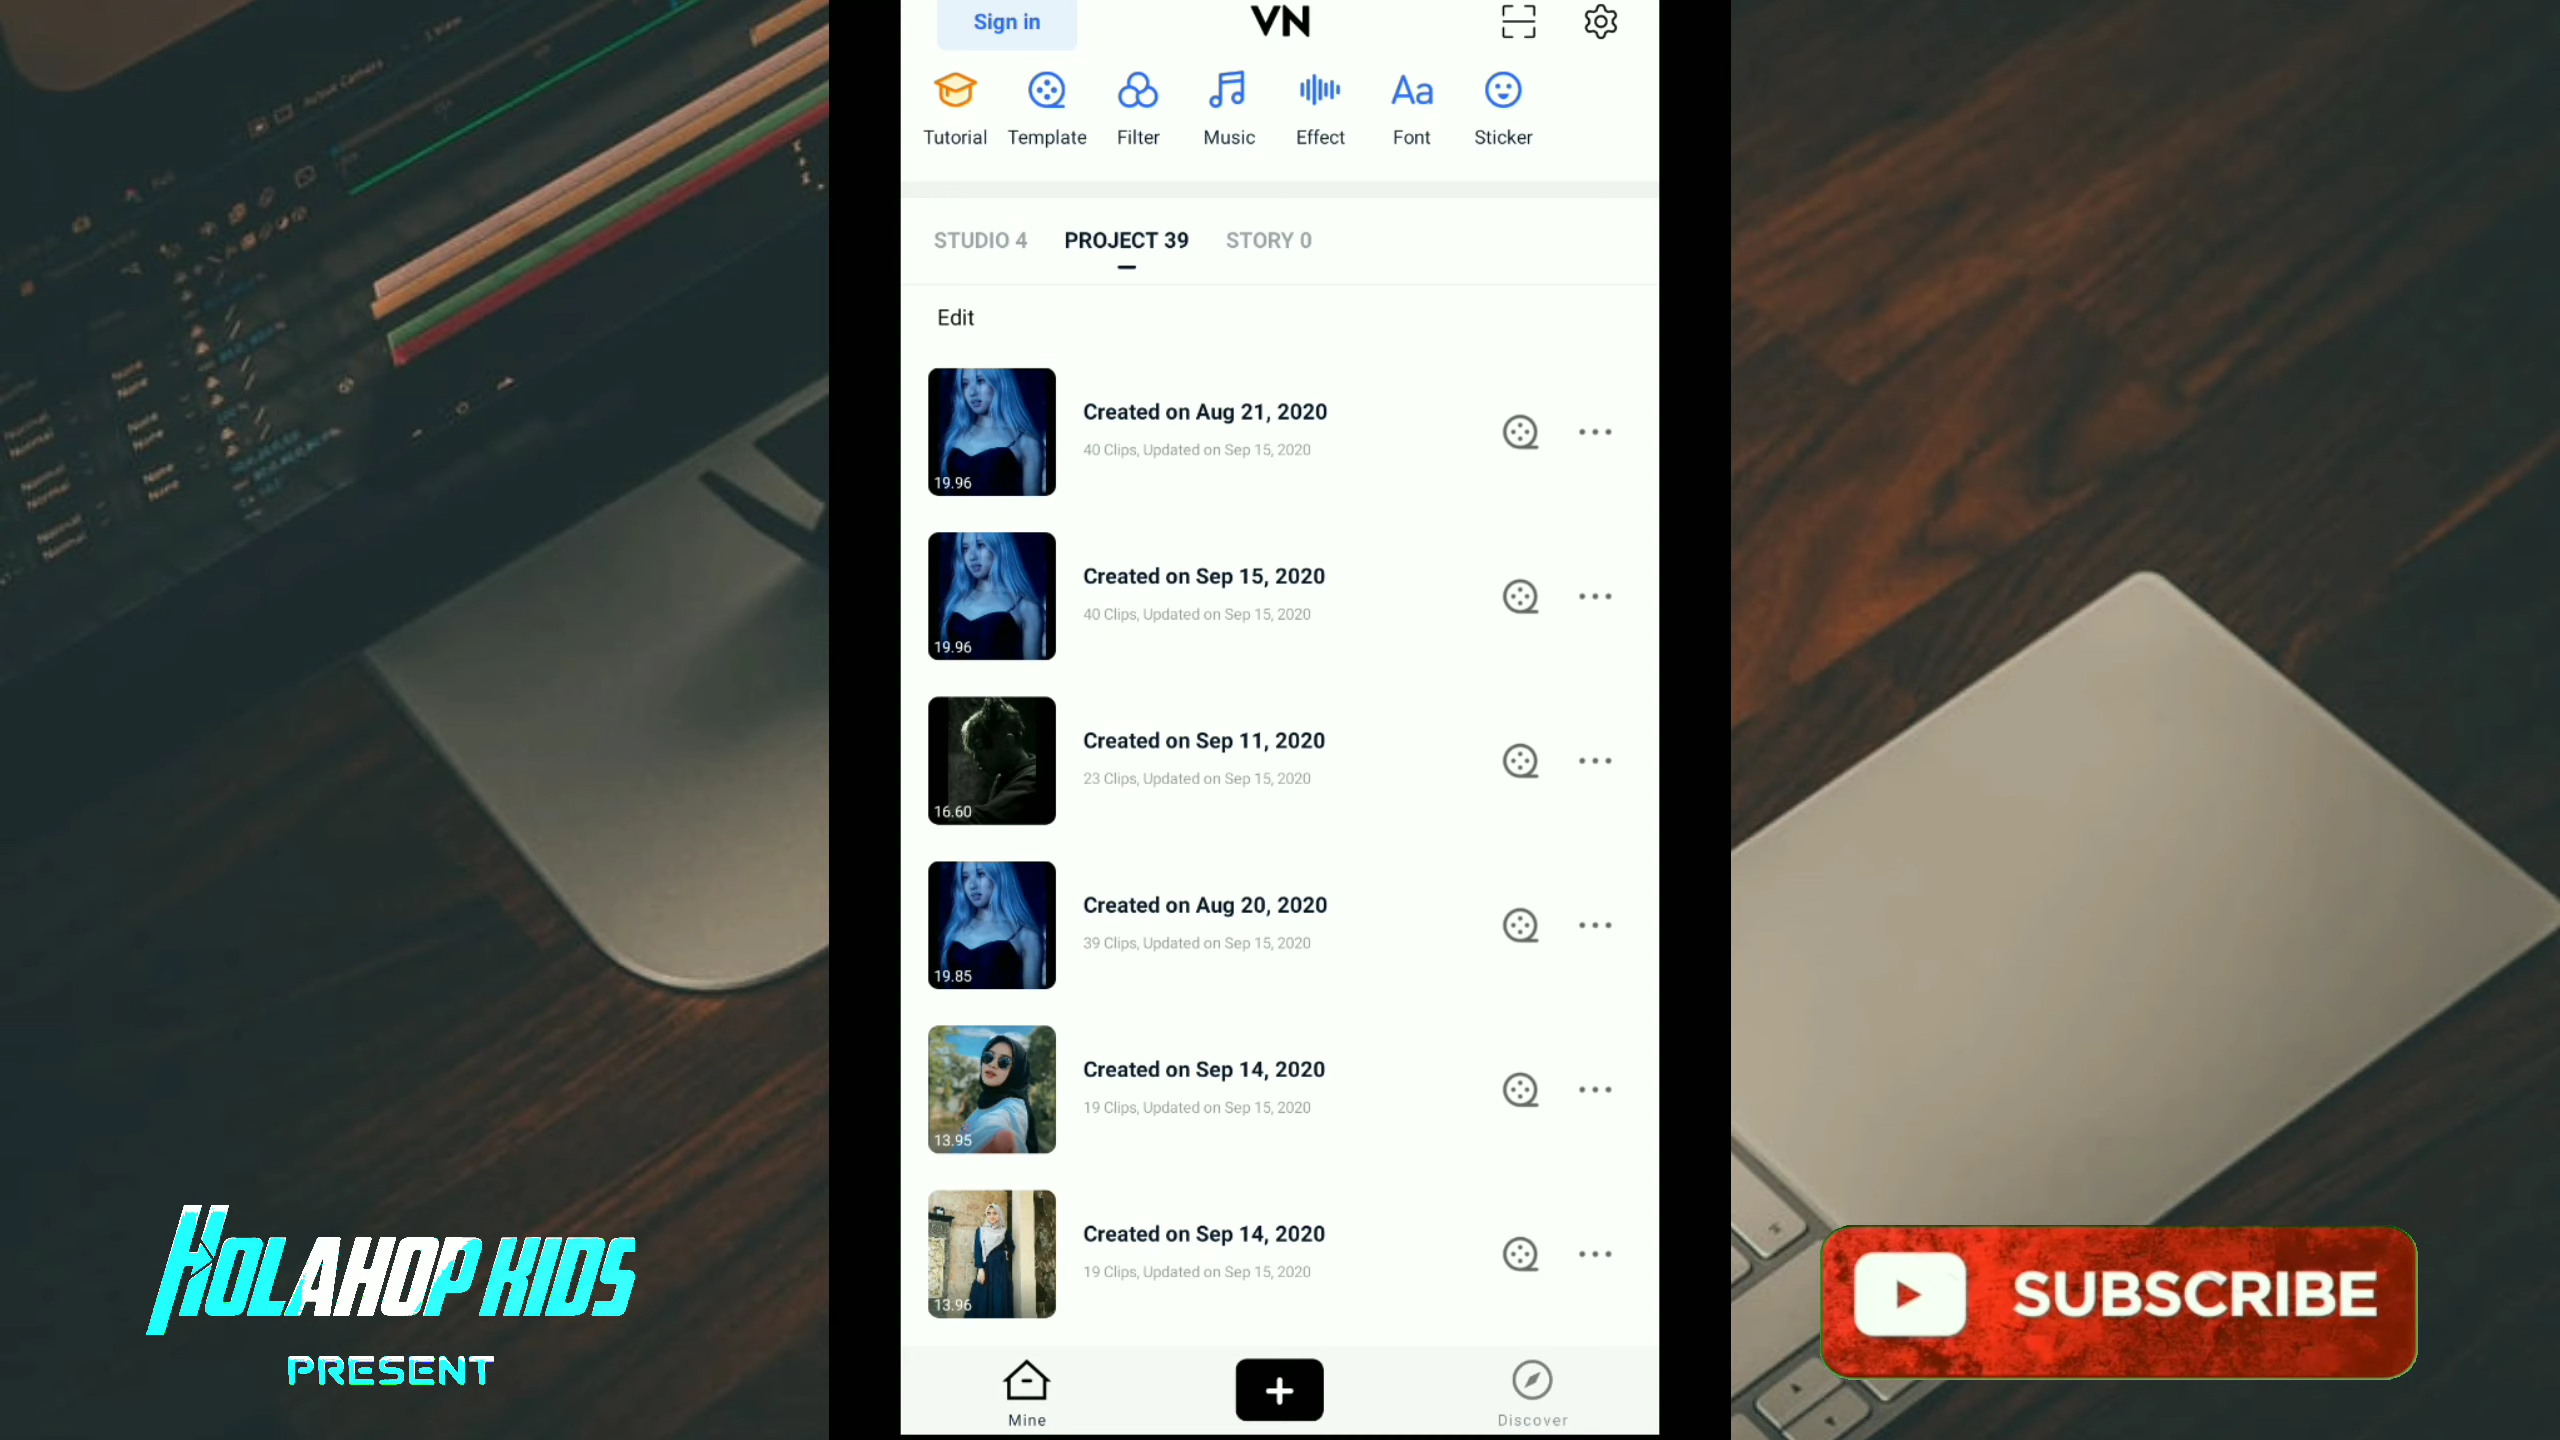 Sign in
VN
Tutorial
Template
Filter
Music
Effect
Font
Sticker
STUDIO 4
PROJECT 39
STORY 0
Edit
Created on Aug 21, 2020
40 Clips, Updated on Sep 15, 2020
19.96
Created on Sep 15, 2020
40 Clips, Updated on Sep 15, 2020
19.96
Created on Sep 11, 2020
23 Clips, Updated on Sep 15, 2020
16.60
Created on Aug 20, 2020
39 Clips, Updated on Sep 15, 2020
19.85
Created on Sep 14, 2020
19 Clips, Updated on Sep 15, 2020
13.95
Created on Sep 14, 2020
19 Clips, Updated on Sep 15, 2020
13.96
Mine
Discover
HOLAHOP KIDS
PRESENT
SUBSCRIBE